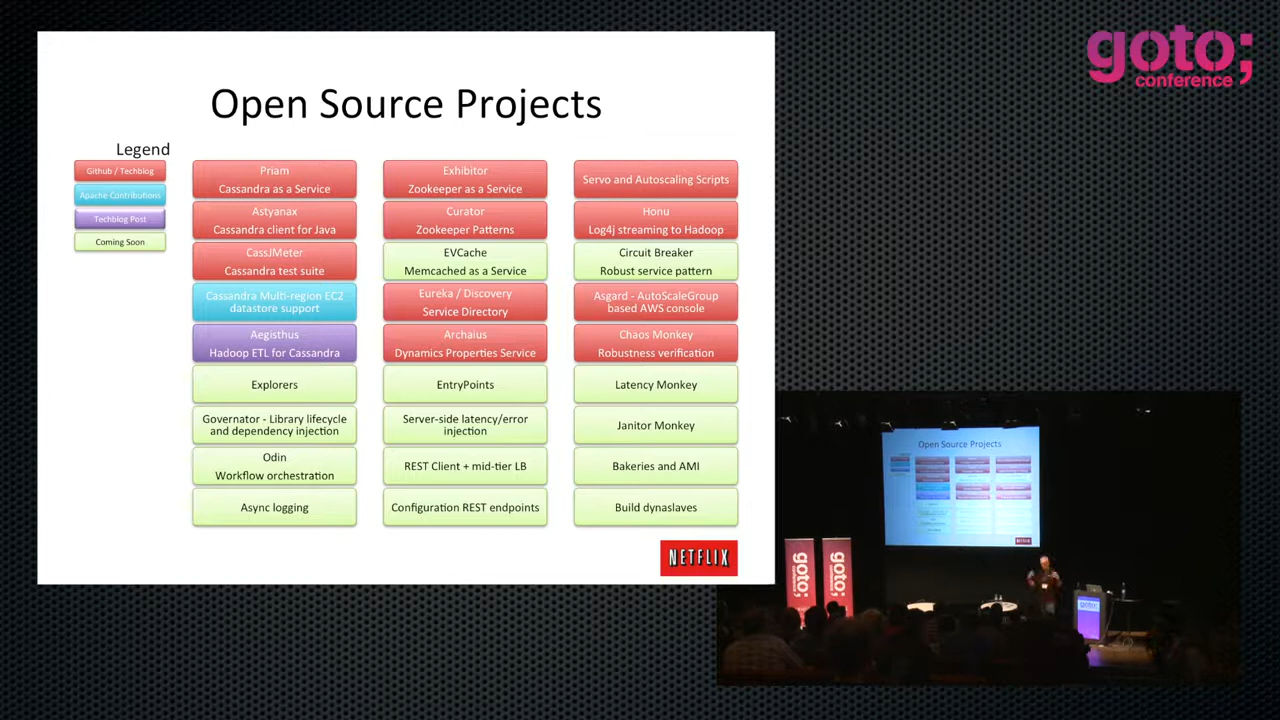 goto;
conference
Open Source Projects
Legend
Github / Techblog
Apache Contributions
Techblog Post
Coming Soon
Priam
Cassandra as a Service
Astyanax
Cassandra client for Java
CassJMeter
Cassandra test suite
Cassandra Multi-region EC2
datastore support
Aegisthus
Hadoop ETL for Cassandra
Explorers
Governator - Library lifecycle
and dependency injection
Odin
Workflow orchestration
Async logging
Exhibitor
Zookeeper as a Service
Curator
Zookeeper Patterns
EVCache
Memcached as a Service
Eureka / Discovery
Service Directory
Archaius
Dynamics Properties Service
EntryPoints
Server-side latency/error
injection
REST Client + mid-tier LB
Configuration REST endpoints
Servo and Autoscaling Scripts
Honu
Log4j streaming to Hadoop
Circuit Breaker
Robust service pattern
Asgard - AutoScaleGroup
based AWS console
Chaos Monkey
Robustness verification
Latency Monkey
Janitor Monkey
Bakeries and AMI
Build dynaslaves
NETFLIX
Open Source Projects
NETFLIX
goto;
conference
goto;
conference
goto;